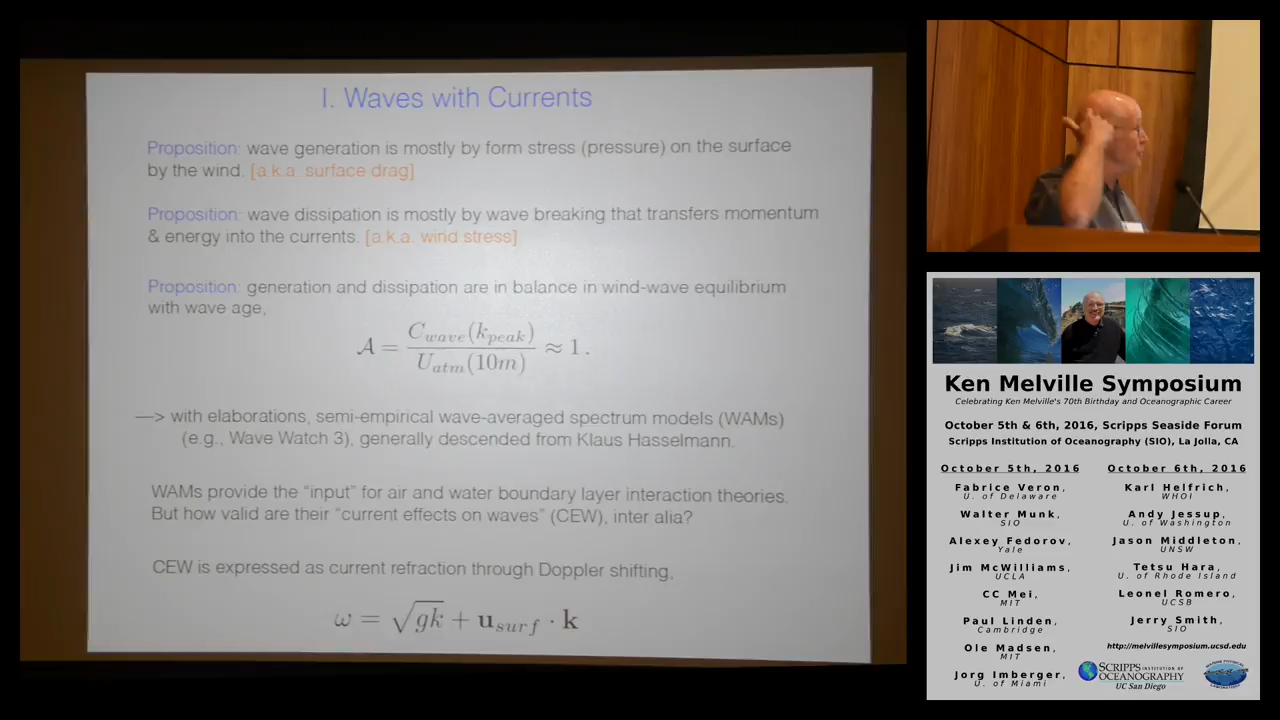 I. Waves with Currents
Proposition: wave generation is mostly by form stress (pressure) on the surface
by the wind. [a.k.a. surface drag]
Proposition: wave dissipation is mostly by wave breaking that transfers momentum
& energy into the currents. [a.k.a. wind stress]
Proposition: generation and dissipation are in balance in wind-wave equilibrium
with wave age,
𝒜 = C_wave(k_peak) / U_atm(10m) ≈ 1 .
—> with elaborations, semi-empirical wave-averaged spectrum models (WAMs)
(e.g., Wave Watch 3), generally descended from Klaus Hasselmann.
WAMs provide the “input” for air and water boundary layer interaction theories.
But how valid are their “current effects on waves” (CEW), inter alia?
CEW is expressed as current refraction through Doppler shifting,
ω = √gk + u_surf · k
Ken Melville Symposium
Celebrating Ken Melville's 70th Birthday and Oceanographic Career
October 5th & 6th, 2016, Scripps Seaside Forum
Scripps Institution of Oceanography (SIO), La Jolla, CA
October 5th, 2016
Fabrice Veron,
U. of Delaware
Walter Munk,
SIO
Alexey Fedorov,
Yale
Jim McWilliams,
UCLA
CC Mei,
MIT
Paul Linden,
Cambridge
Ole Madsen,
MIT
Jorg Imberger,
U. of Miami
October 6th, 2016
Karl Helfrich,
WHOI
Andy Jessup,
U. of Washington
Jason Middleton,
UNSW
Tetsu Hara,
U. of Rhode Island
Leonel Romero,
UCSB
Jerry Smith,
SIO
http://melvillesymposium.ucsd.edu
SCRIPPS INSTITUTION OF
OCEANOGRAPHY
UC San Diego